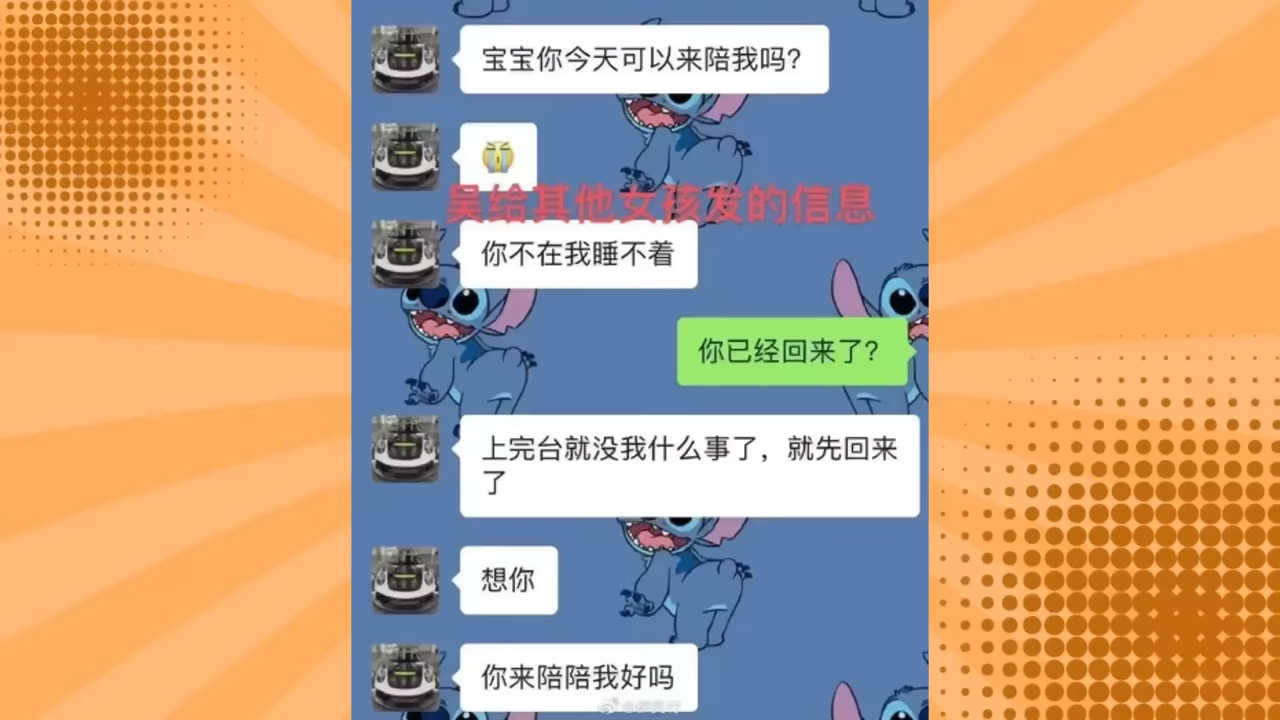 宝宝你今天可以来陪我吗?
吴给其他女孩发的信息
你不在我睡不着
你已经回来了?
上完台就没我什么事了，就先回来
了
想你
你来陪陪我好吗